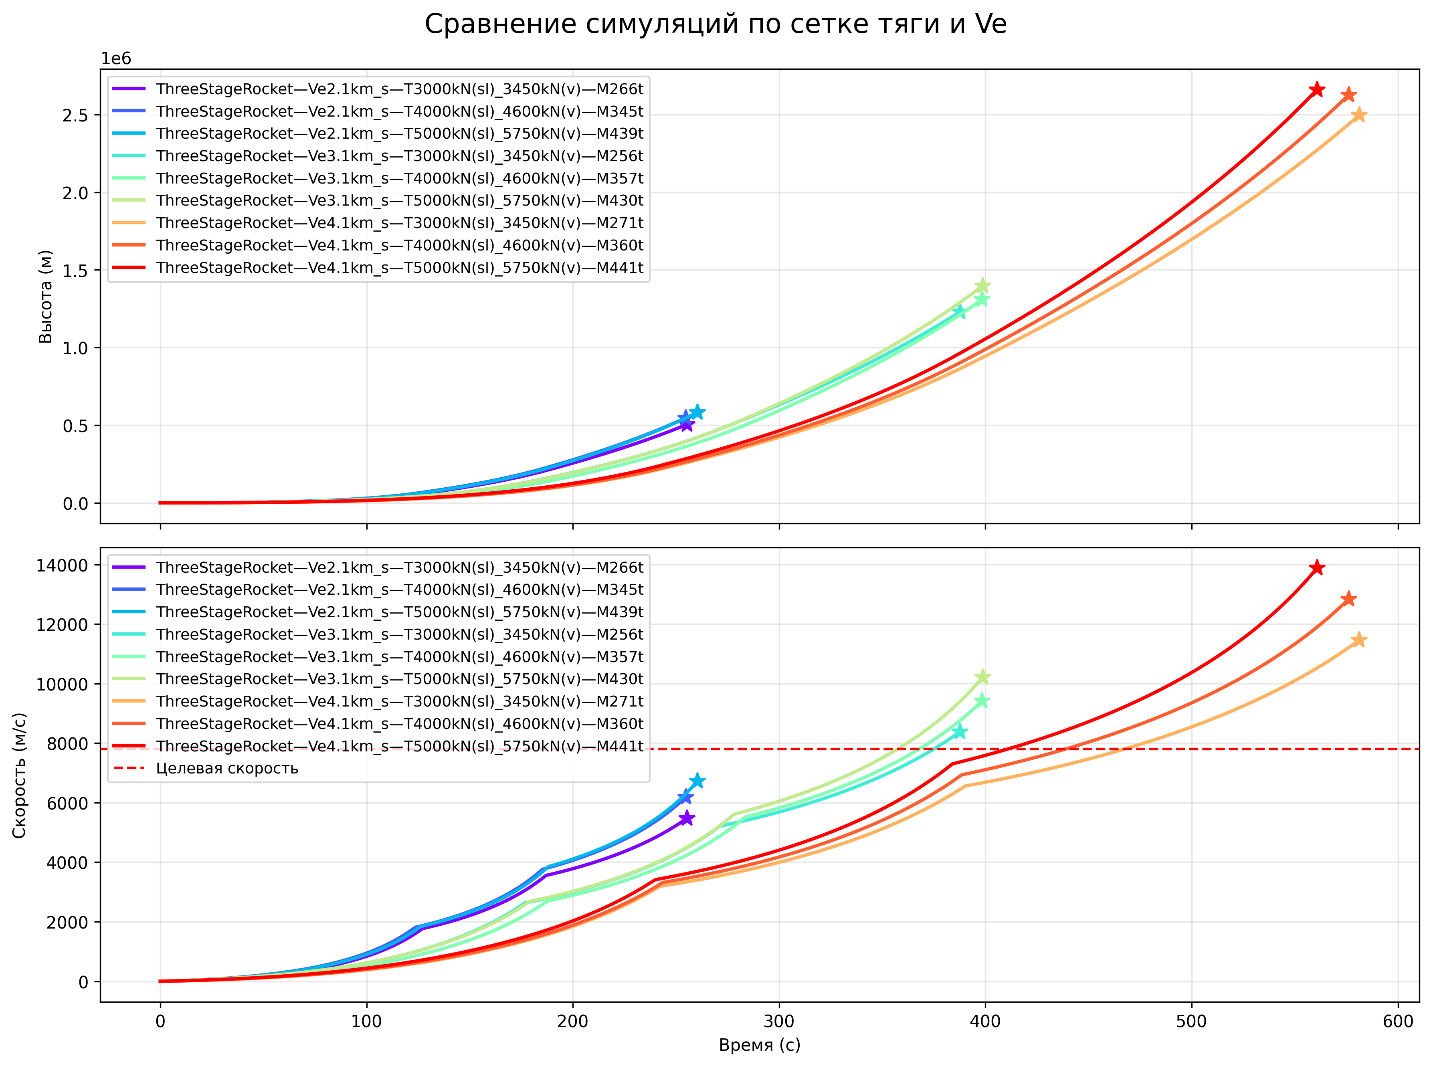 Сравнение симуляций по сетке тяги и Ve
1e6
ThreeStageRocket—Ve2.1km_s—T3000kN(sl)_3450kN(v)—M266t
ThreeStageRocket—Ve2.1km_s—T4000kN(sl)_4600kN(v)—M345t
ThreeStageRocket—Ve2.1km_s—T5000kN(sl)_5750kN(v)—M439t
ThreeStageRocket—Ve3.1km_s—T3000kN(sl)_3450kN(v)—M256t
ThreeStageRocket—Ve3.1km_s—T4000kN(sl)_4600kN(v)—M357t
ThreeStageRocket—Ve3.1km_s—T5000kN(sl)_5750kN(v)—M430t
ThreeStageRocket—Ve4.1km_s—T3000kN(sl)_3450kN(v)—M271t
ThreeStageRocket—Ve4.1km_s—T4000kN(sl)_4600kN(v)—M360t
ThreeStageRocket—Ve4.1km_s—T5000kN(sl)_5750kN(v)—M441t
2.5
2.0
1.5
1.0
0.5
0.0
Высота (м)
ThreeStageRocket—Ve2.1km_s—T3000kN(sl)_3450kN(v)—M266t
ThreeStageRocket—Ve2.1km_s—T4000kN(sl)_4600kN(v)—M345t
ThreeStageRocket—Ve2.1km_s—T5000kN(sl)_5750kN(v)—M439t
ThreeStageRocket—Ve3.1km_s—T3000kN(sl)_3450kN(v)—M256t
ThreeStageRocket—Ve3.1km_s—T4000kN(sl)_4600kN(v)—M357t
ThreeStageRocket—Ve3.1km_s—T5000kN(sl)_5750kN(v)—M430t
ThreeStageRocket—Ve4.1km_s—T3000kN(sl)_3450kN(v)—M271t
ThreeStageRocket—Ve4.1km_s—T4000kN(sl)_4600kN(v)—M360t
ThreeStageRocket—Ve4.1km_s—T5000kN(sl)_5750kN(v)—M441t
Целевая скорость
14000
12000
10000
8000
6000
4000
2000
0
Скорость (м/с)
0 100 200 300 400 500 600
Время (с)